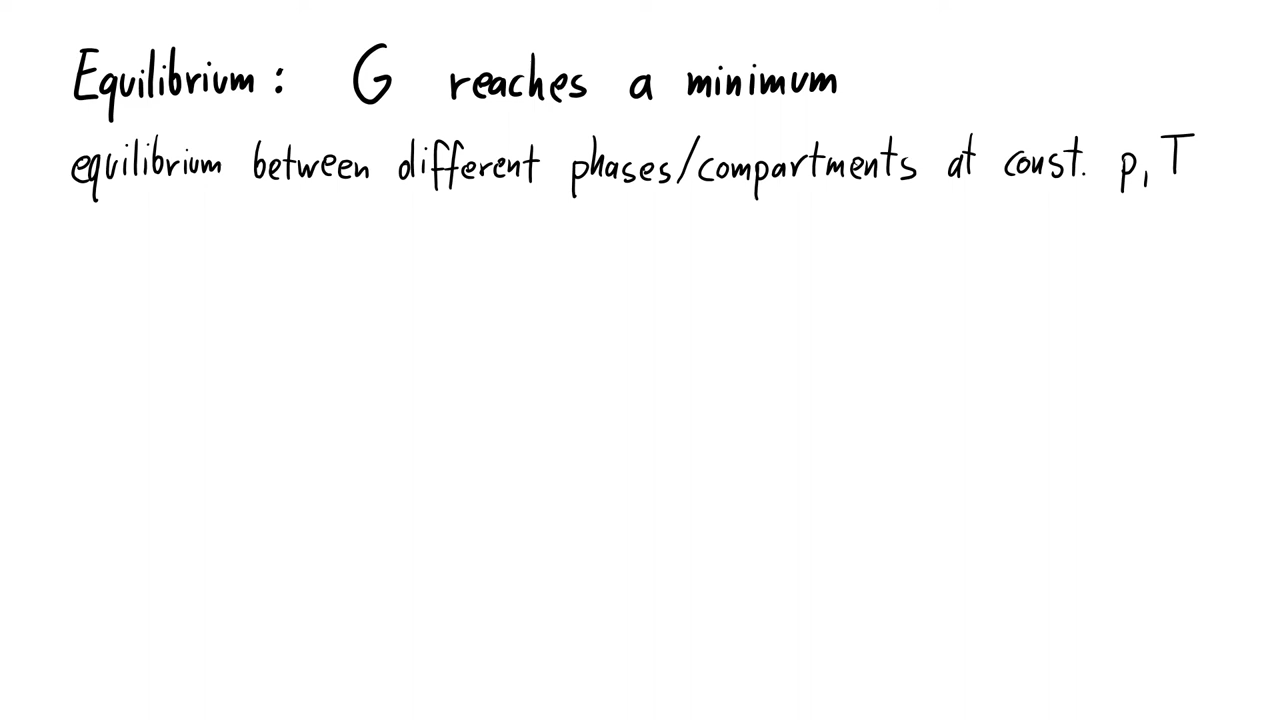 Equilibrium: G reaches a minimum
equilibrium between different phases/compartments at const. p, T